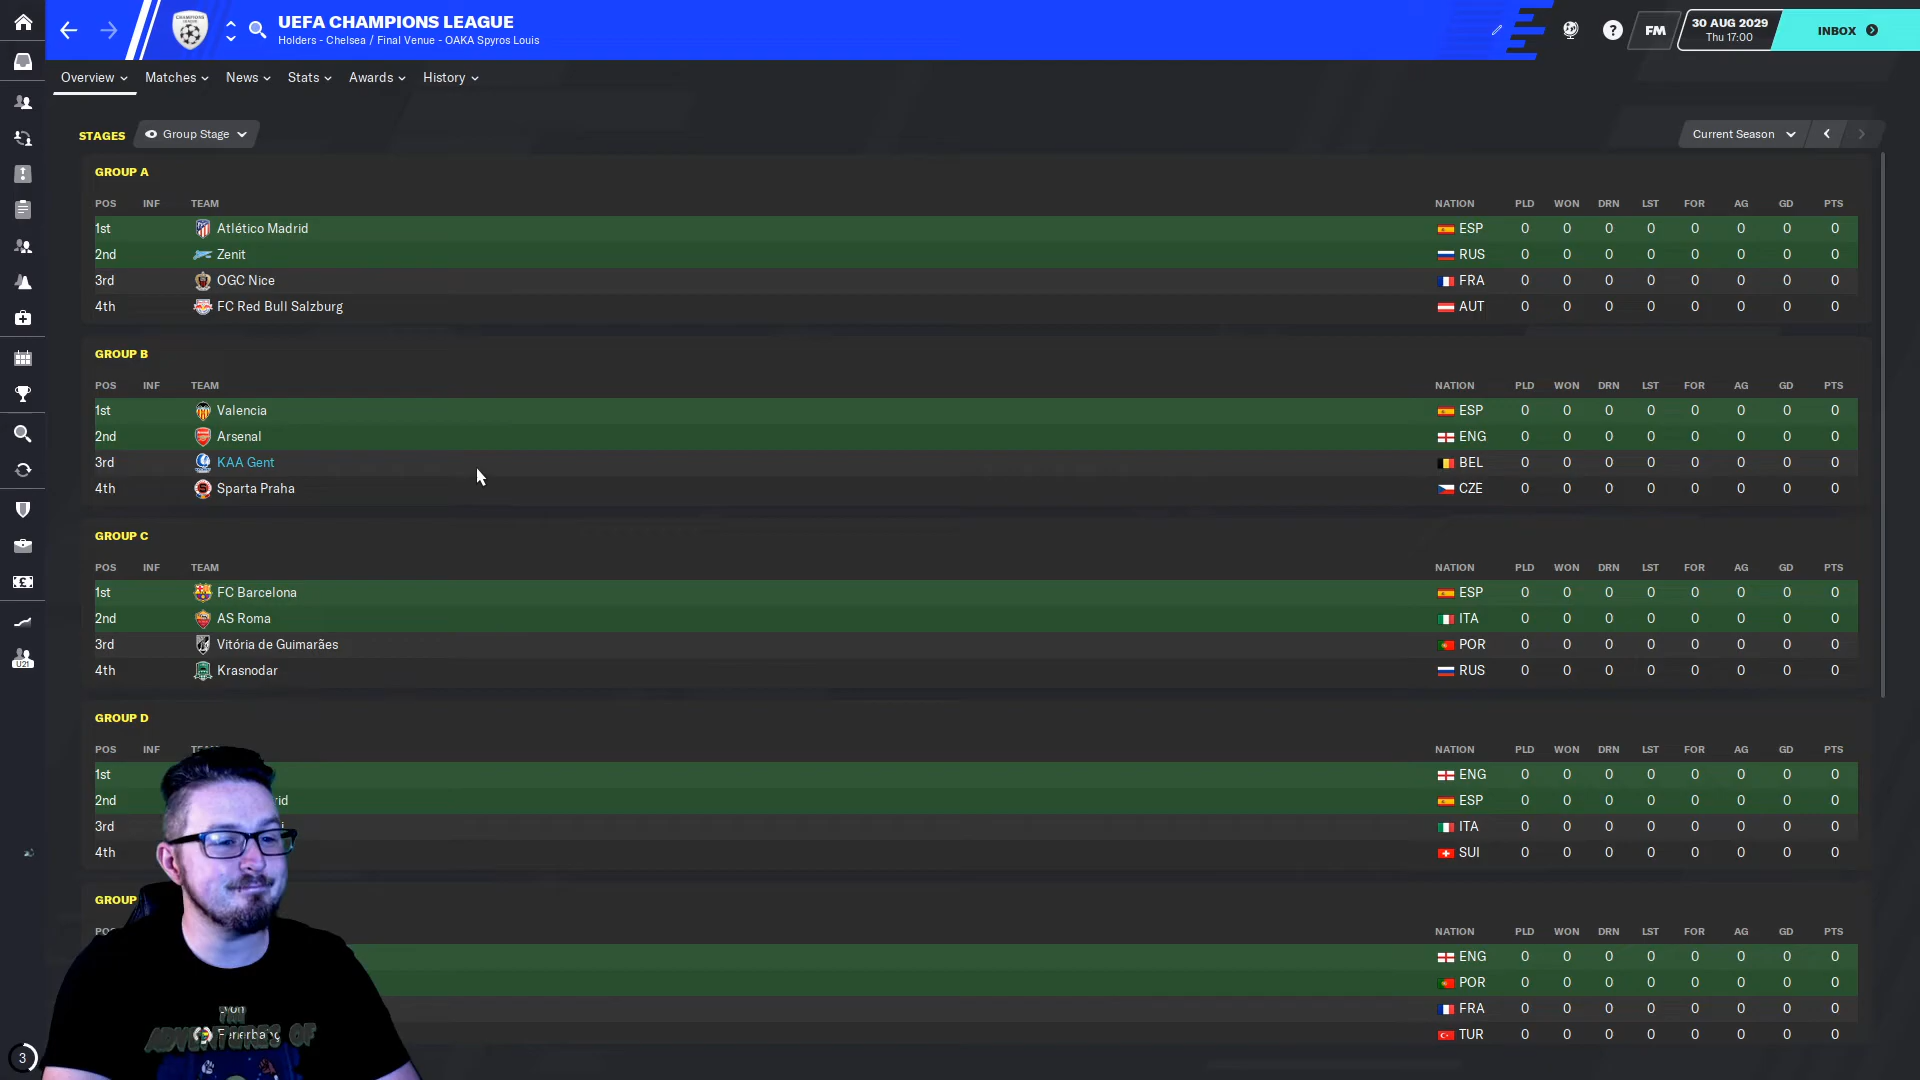 UEFA CHAMPIONS LEAGUE
Holders - Chelsea / Final Venue - OAKA Spyros Louis
? FM 30 AUG 2029
Thu 17:00
INBOX
Overview Matches News Stats Awards History
STAGES Group Stage Current Season
GROUP A
POS INF TEAM NATION PLD WON DRN LST FOR AG GD PTS
1st Atlético Madrid ESP 0 0 0 0 0 0 0 0
2nd Zenit RUS 0 0 0 0 0 0 0 0
3rd OGC Nice FRA 0 0 0 0 0 0 0 0
4th FC Red Bull Salzburg AUT 0 0 0 0 0 0 0 0
GROUP B
POS INF TEAM NATION PLD WON DRN LST FOR AG GD PTS
1st Valencia ESP 0 0 0 0 0 0 0 0
2nd Arsenal ENG 0 0 0 0 0 0 0 0
3rd KAA Gent BEL 0 0 0 0 0 0 0 0
4th Sparta Praha CZE 0 0 0 0 0 0 0 0
GROUP C
POS INF TEAM NATION PLD WON DRN LST FOR AG GD PTS
1st FC Barcelona ESP 0 0 0 0 0 0 0 0
2nd AS Roma ITA 0 0 0 0 0 0 0 0
3rd Vitória de Guimarães POR 0 0 0 0 0 0 0 0
4th Krasnodar RUS 0 0 0 0 0 0 0 0
GROUP D
POS INF NATION PLD WON DRN LST FOR AG GD PTS
1st ENG 0 0 0 0 0 0 0 0
2nd ESP 0 0 0 0 0 0 0 0
3rd ITA 0 0 0 0 0 0 0 0
4th SUI 0 0 0 0 0 0 0 0
GROUP
NATION PLD WON DRN LST FOR AG GD PTS
ENG 0 0 0 0 0 0 0 0
POR 0 0 0 0 0 0 0 0
FRA 0 0 0 0 0 0 0 0
TUR 0 0 0 0 0 0 0 0
ADVENTURES OF
U21
3